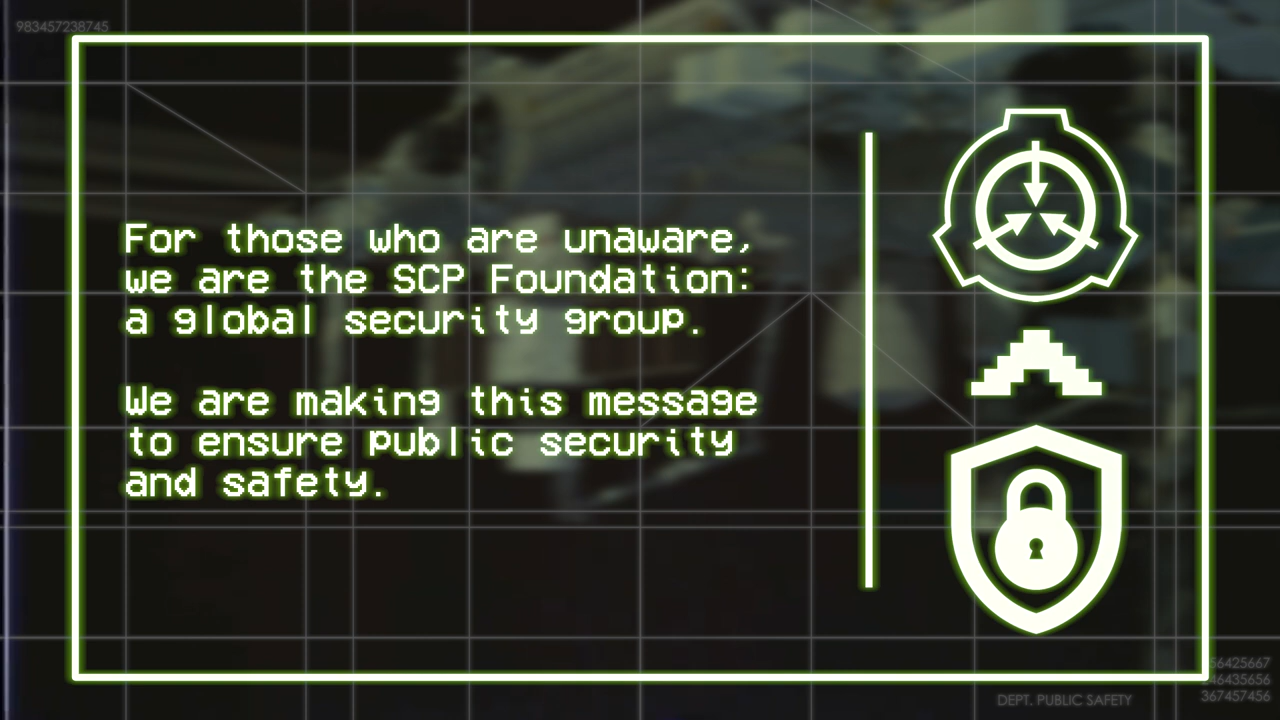 983457238745
For those who are unaware,
we are the SCP Foundation:
a global security group.
We are making this message
to ensure public security
and safety.
56425667
46435656
367457456
DEPT. PUBLIC SAFETY